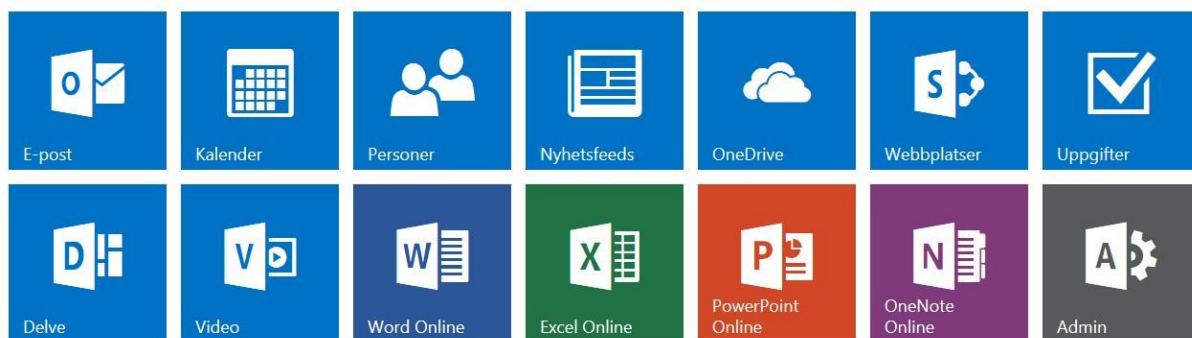 O
S
E-post
Kalender
Personer
Nyhetsfeeds
OneDrive
Webbplatser
Uppgifter
D
V
W
X
P
N
A
Delve
Video
Word Online
Excel Online
PowerPoint
Online
OneNote
Online
Admin